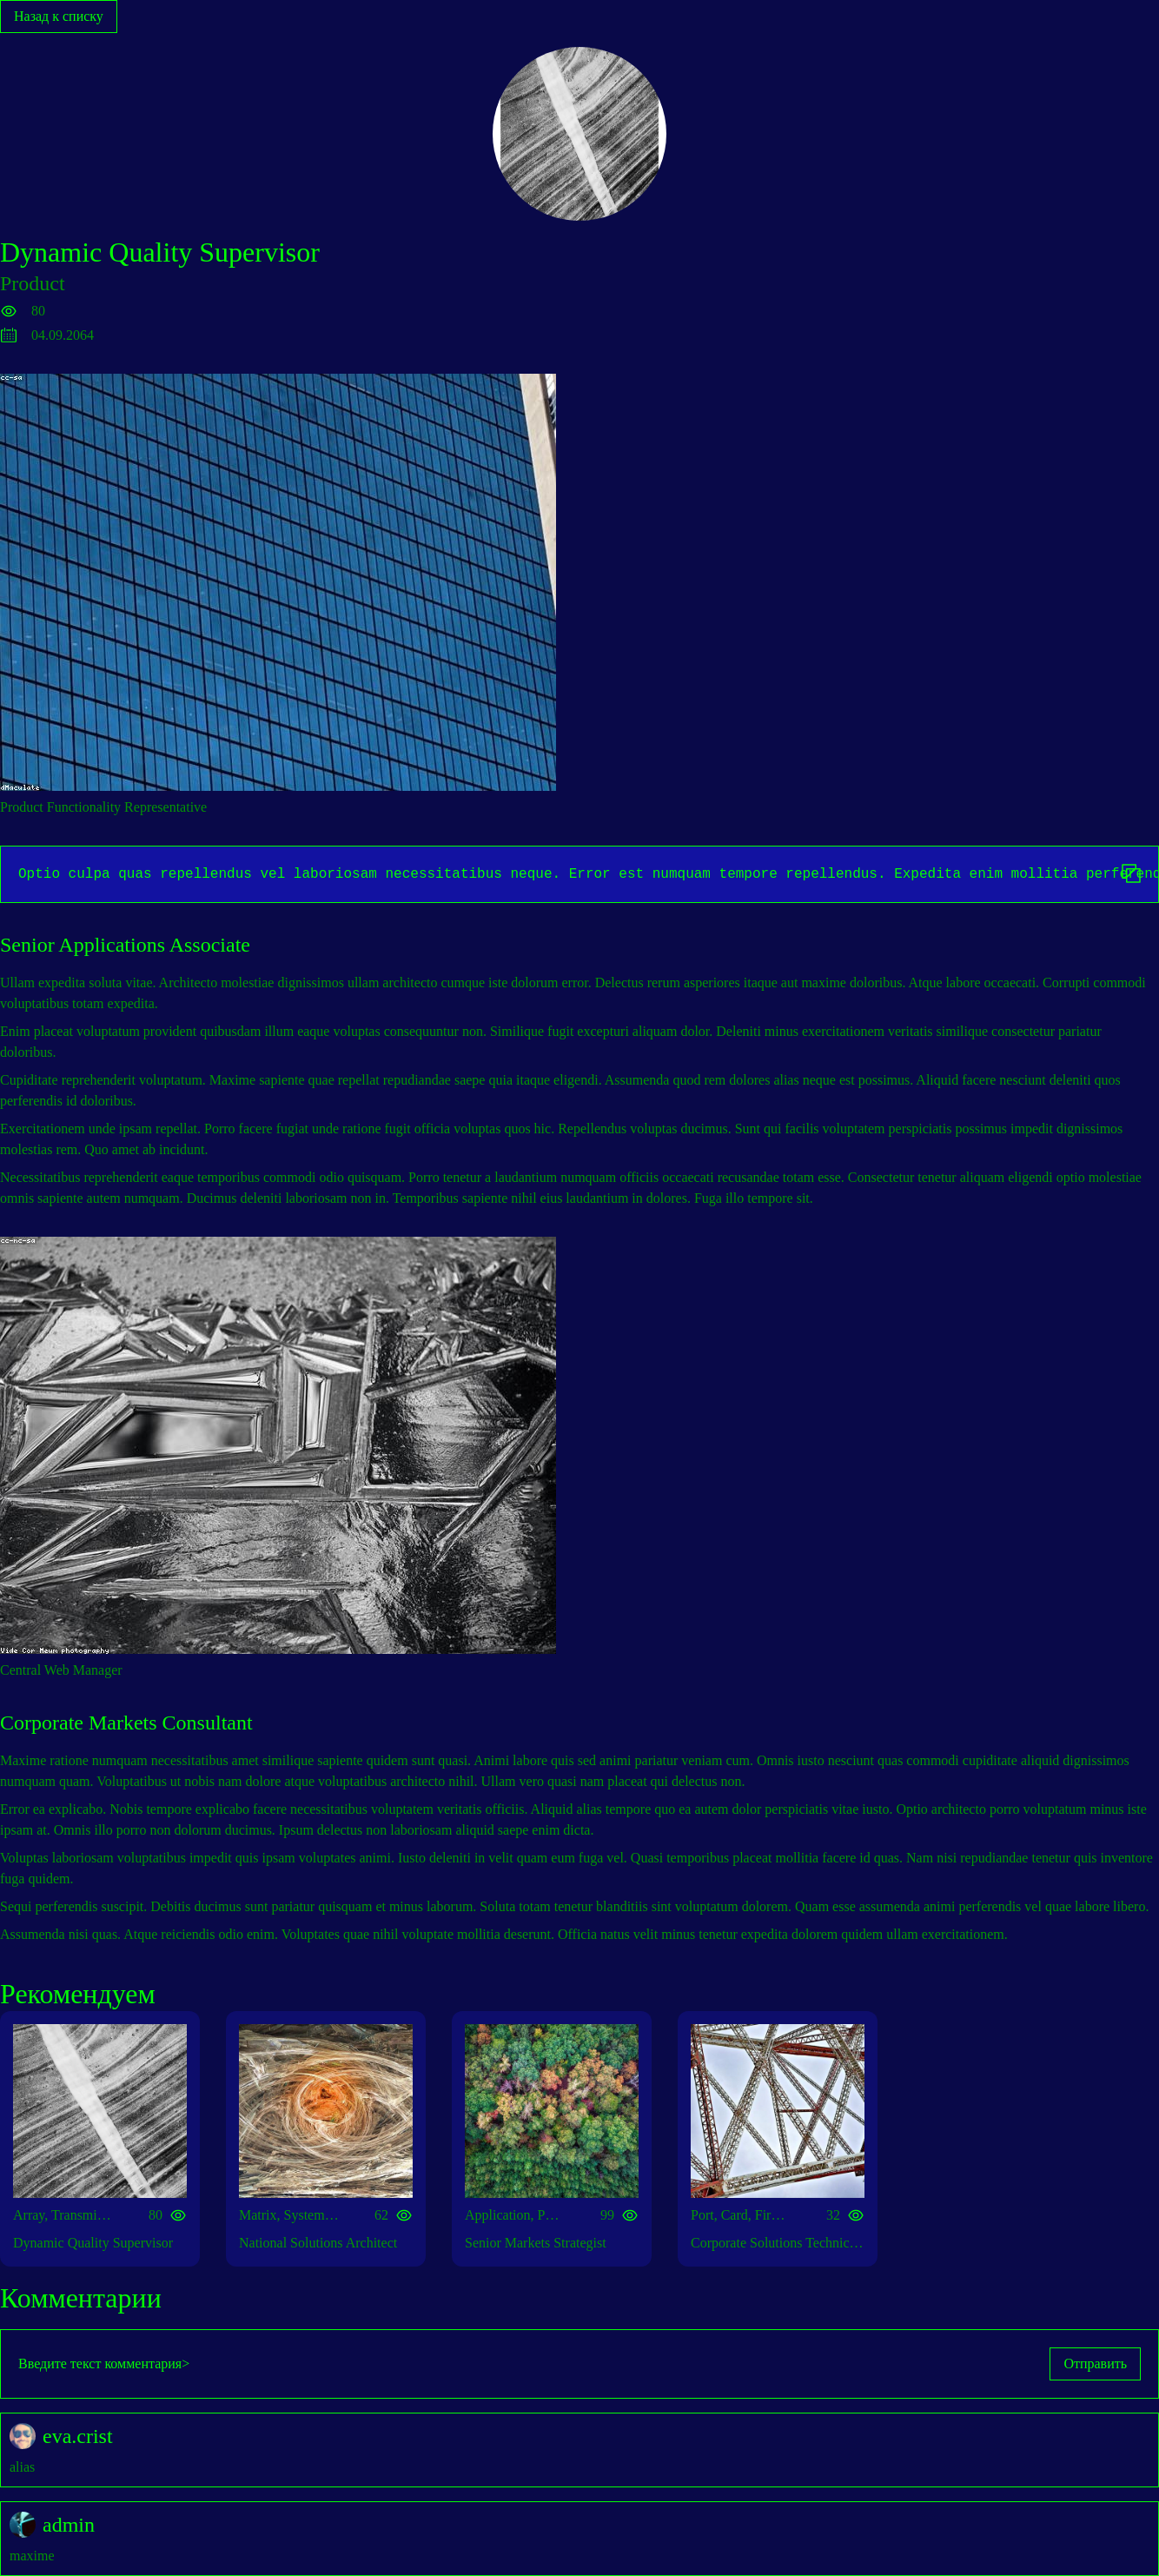 Назад к списку
Dynamic Quality Supervisor
Product
80
04.09.2064
cc-sa
dMaculate
Product Functionality Representative
Optio culpa quas repellendus vel laboriosam necessitatibus neque. Error est numquam tempore repellendus. Expedita enim mollitia perferend
Senior Applications Associate
Ullam expedita soluta vitae. Architecto molestiae dignissimos ullam architecto cumque iste dolorum error. Delectus rerum asperiores itaque aut maxime doloribus. Atque labore occaecati. Corrupti commodi
voluptatibus totam expedita.
Enim placeat voluptatum provident quibusdam illum eaque voluptas consequuntur non. Similique fugit excepturi aliquam dolor. Deleniti minus exercitationem veritatis similique consectetur pariatur
doloribus.
Cupiditate reprehenderit voluptatum. Maxime sapiente quae repellat repudiandae saepe quia itaque eligendi. Assumenda quod rem dolores alias neque est possimus. Aliquid facere nesciunt deleniti quos
perferendis id doloribus.
Exercitationem unde ipsam repellat. Porro facere fugiat unde ratione fugit officia voluptas quos hic. Repellendus voluptas ducimus. Sunt qui facilis voluptatem perspiciatis possimus impedit dignissimos
molestias rem. Quo amet ab incidunt.
Necessitatibus reprehenderit eaque temporibus commodi odio quisquam. Porro tenetur a laudantium numquam officiis occaecati recusandae totam esse. Consectetur tenetur aliquam eligendi optio molestiae
omnis sapiente autem numquam. Ducimus deleniti laboriosam non in. Temporibus sapiente nihil eius laudantium in dolores. Fuga illo tempore sit.
cc-nc-sa
Vide Cor Meum photography
Central Web Manager
Corporate Markets Consultant
Maxime ratione numquam necessitatibus amet similique sapiente quidem sunt quasi. Animi labore quis sed animi pariatur veniam cum. Omnis iusto nesciunt quas commodi cupiditate aliquid dignissimos
numquam quam. Voluptatibus ut nobis nam dolore atque voluptatibus architecto nihil. Ullam vero quasi nam placeat qui delectus non.
Error ea explicabo. Nobis tempore explicabo facere necessitatibus voluptatem veritatis officiis. Aliquid alias tempore quo ea autem dolor perspiciatis vitae iusto. Optio architecto porro voluptatum minus iste
ipsam at. Omnis illo porro non dolorum ducimus. Ipsum delectus non laboriosam aliquid saepe enim dicta.
Voluptas laboriosam voluptatibus impedit quis ipsam voluptates animi. Iusto deleniti in velit quam eum fuga vel. Quasi temporibus placeat mollitia facere id quas. Nam nisi repudiandae tenetur quis inventore
fuga quidem.
Sequi perferendis suscipit. Debitis ducimus sunt pariatur quisquam et minus laborum. Soluta totam tenetur blanditiis sint voluptatum dolorem. Quam esse assumenda animi perferendis vel quae labore libero.
Assumenda nisi quas. Atque reiciendis odio enim. Voluptates quae nihil voluptate mollitia deserunt. Officia natus velit minus tenetur expedita dolorem quidem ullam exercitationem.
Рекомендуем
Array, Transmi… 80
Dynamic Quality Supervisor
Matrix, System… 62
National Solutions Architect
Application, P… 99
Senior Markets Strategist
Port, Card, Fir… 32
Corporate Solutions Technic…
Комментарии
Введите текст комментария>
Отправить
eva.crist
alias
admin
maxime